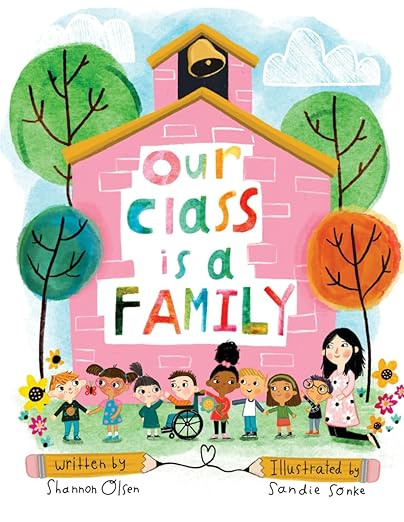 our
class
is a
FAMILY
written by
Shannon Olsen
Illustrated by
Sandie Sonke